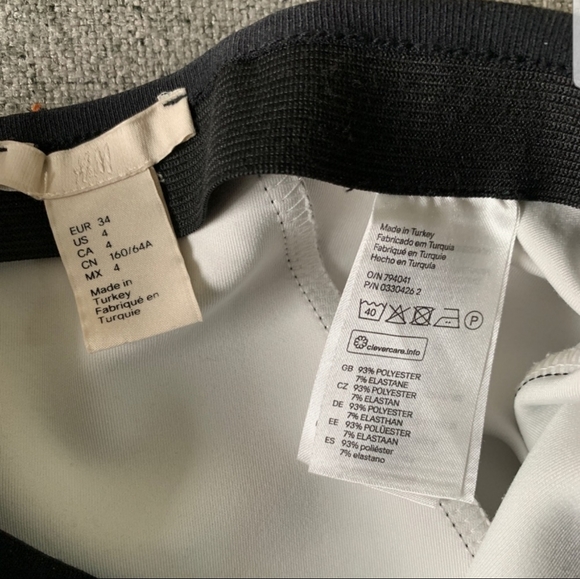 H&M
EUR 34
US 4
CA 4
CN 160/64A
MX 4
Made in
Turkey
Fabriqué en
Turquie
Made in Turkey
Fabricado em Turquia
Fabriqué en Turquie
Hecho en Turquía
O/N 794041
P/N 0330426 2
40 P
clevercare.info
GB 93% POLYESTER
7% ELASTANE
CZ 93% POLYESTER
7% ELASTAN
DE 93% POLYESTER
7% ELASTHAN
EE 93% POLÜESTER
7% ELASTAAN
ES 93% poliéster
7% elastano